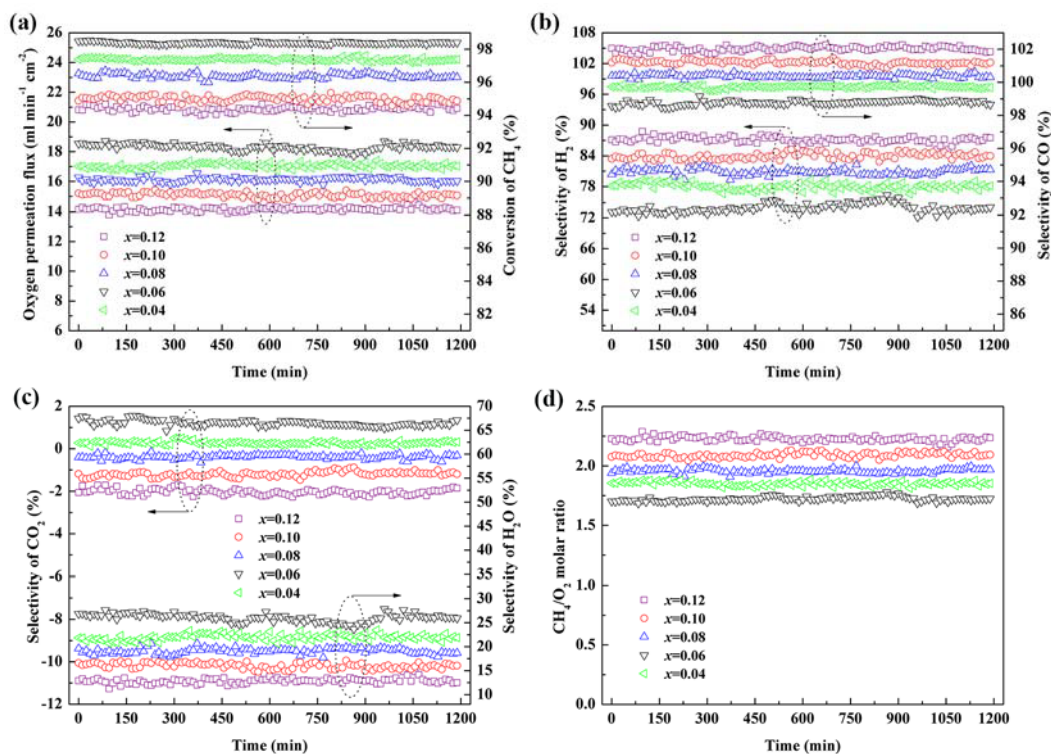 (a)
26
24
22
20
18
16
14
12
10
8
6
Oxygen permeation flux (ml min⁻¹ cm⁻²)
98
96
94
92
90
88
86
84
82
Conversion of CH₄ (%)
x=0.12
x=0.10
x=0.08
x=0.06
x=0.04
0 150 300 450 600 750 900 1050 1200
Time (min)
(b)
108
102
96
90
84
78
72
66
60
54
Selectivity of H₂ (%)
102
100
98
96
94
92
90
88
86
Selectivity of CO (%)
x=0.12
x=0.10
x=0.08
x=0.06
x=0.04
0 150 300 450 600 750 900 1050 1200
Time (min)
(c)
2
0
-2
-4
-6
-8
-10
-12
Selectivity of CO₂ (%)
70
65
60
55
50
45
40
35
30
25
20
15
10
Selectivity of H₂O (%)
x=0.12
x=0.10
x=0.08
x=0.06
x=0.04
0 150 300 450 600 750 900 1050 1200
Time (min)
(d)
2.5
2.0
1.5
1.0
0.5
0.0
CH₄/O₂ molar ratio
x=0.12
x=0.10
x=0.08
x=0.06
x=0.04
0 150 300 450 600 750 900 1050 1200
Time (min)